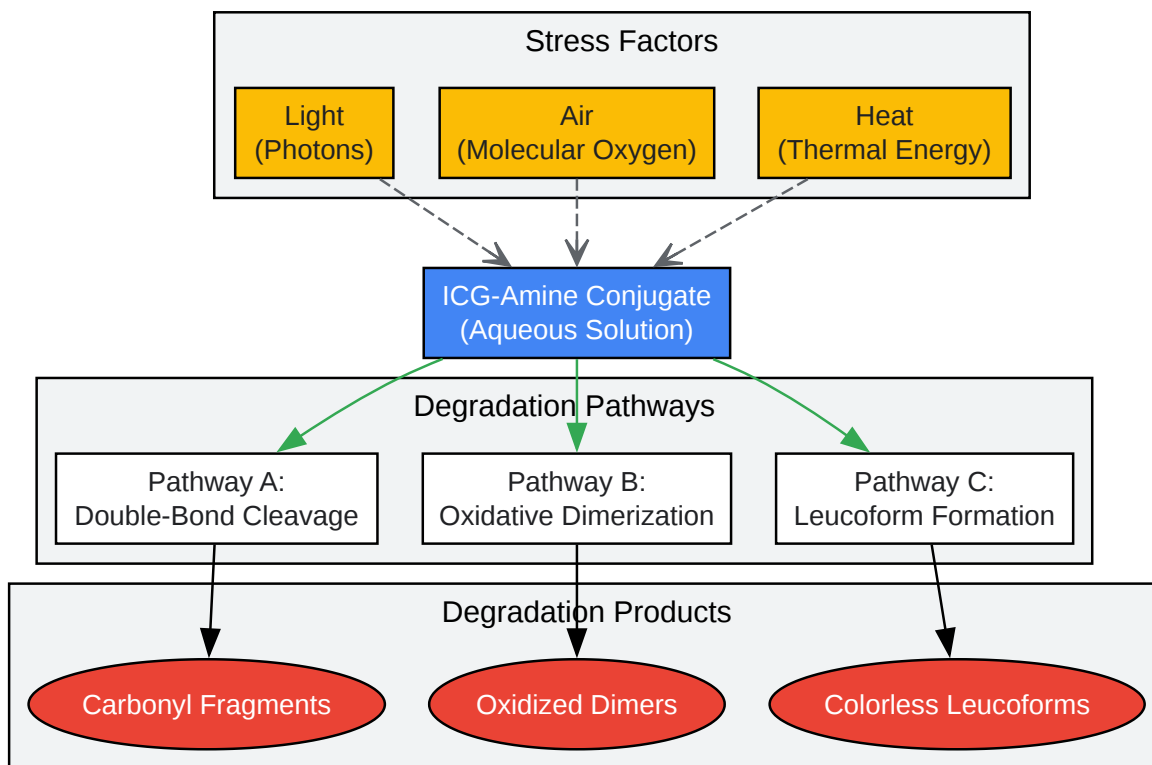 Stress Factors
Light
(Photons)
Air
(Molecular Oxygen)
Heat
(Thermal Energy)
ICG-Amine Conjugate
(Aqueous Solution)
Degradation Pathways
Pathway A:
Double-Bond Cleavage
Pathway B:
Oxidative Dimerization
Pathway C:
Leucoform Formation
Degradation Products
Carbonyl Fragments
Oxidized Dimers
Colorless Leucoforms